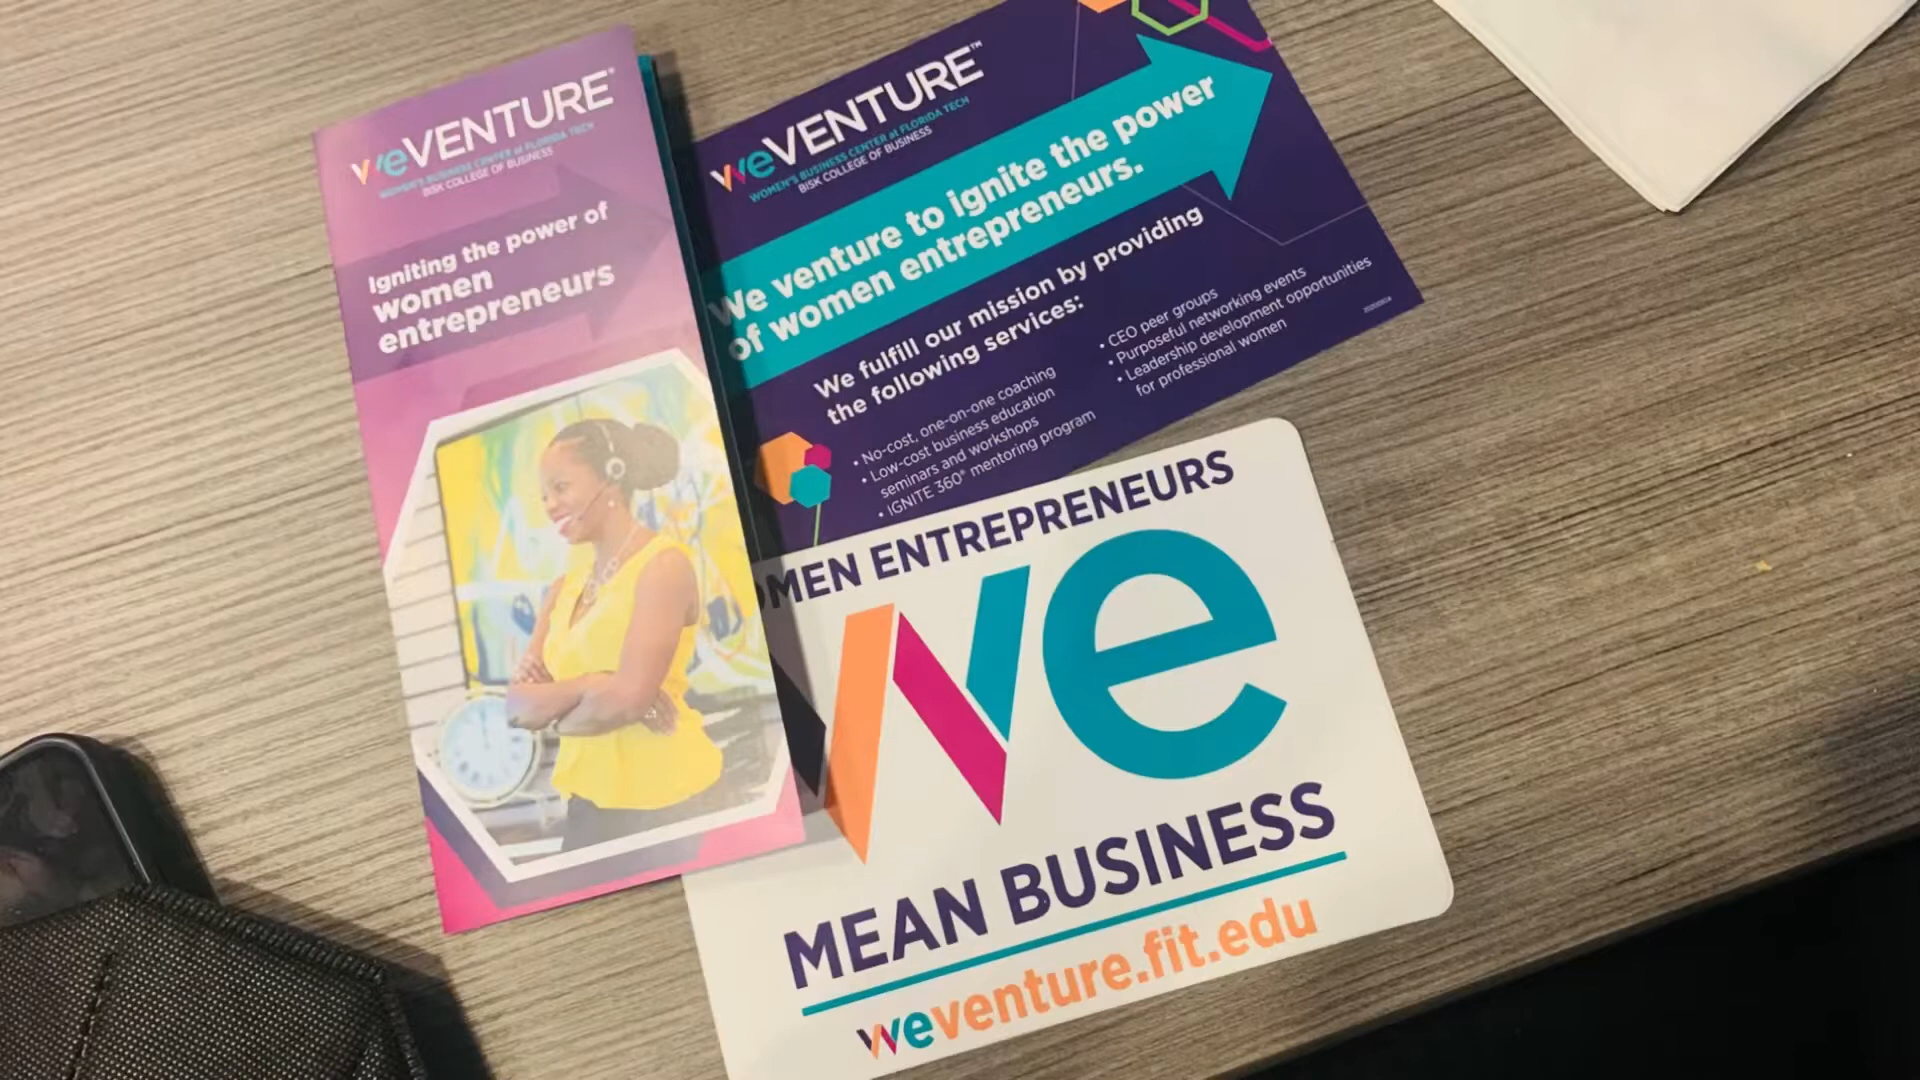 weVENTURE®
WOMEN'S BUSINESS CENTER at FLORIDA TECH
BISK COLLEGE OF BUSINESS
Igniting the power of
women
entrepreneurs
weVENTURE™
WOMEN'S BUSINESS CENTER at FLORIDA TECH
BISK COLLEGE OF BUSINESS
We venture to ignite the power
of women entrepreneurs.
We fulfill our mission by providing
the following services:
• No-cost, one-on-one coaching
• Low-cost business education
seminars and workshops
• IGNITE 360® mentoring program
• CEO peer groups
• Purposeful networking events
• Leadership development opportunities
for professional women
OMEN ENTREPRENEURS
we
MEAN BUSINESS
weventure.fit.edu